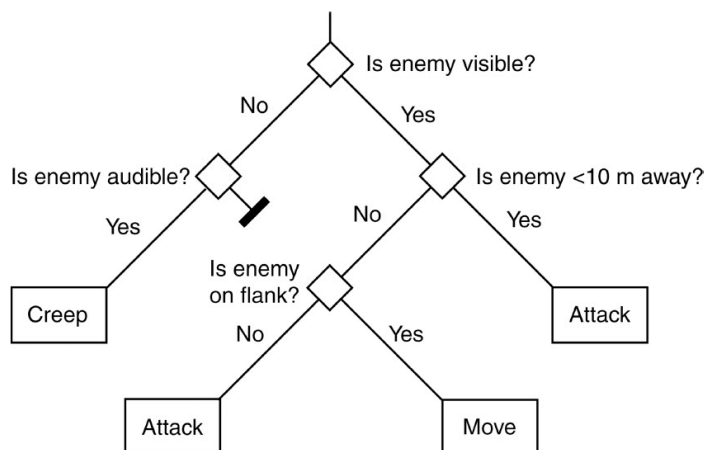 Is enemy visible?
No
Yes
Is enemy audible?
Is enemy <10 m away?
Yes
No
Yes
Is enemy
on flank?
Creep
Attack
No
Yes
Attack
Move